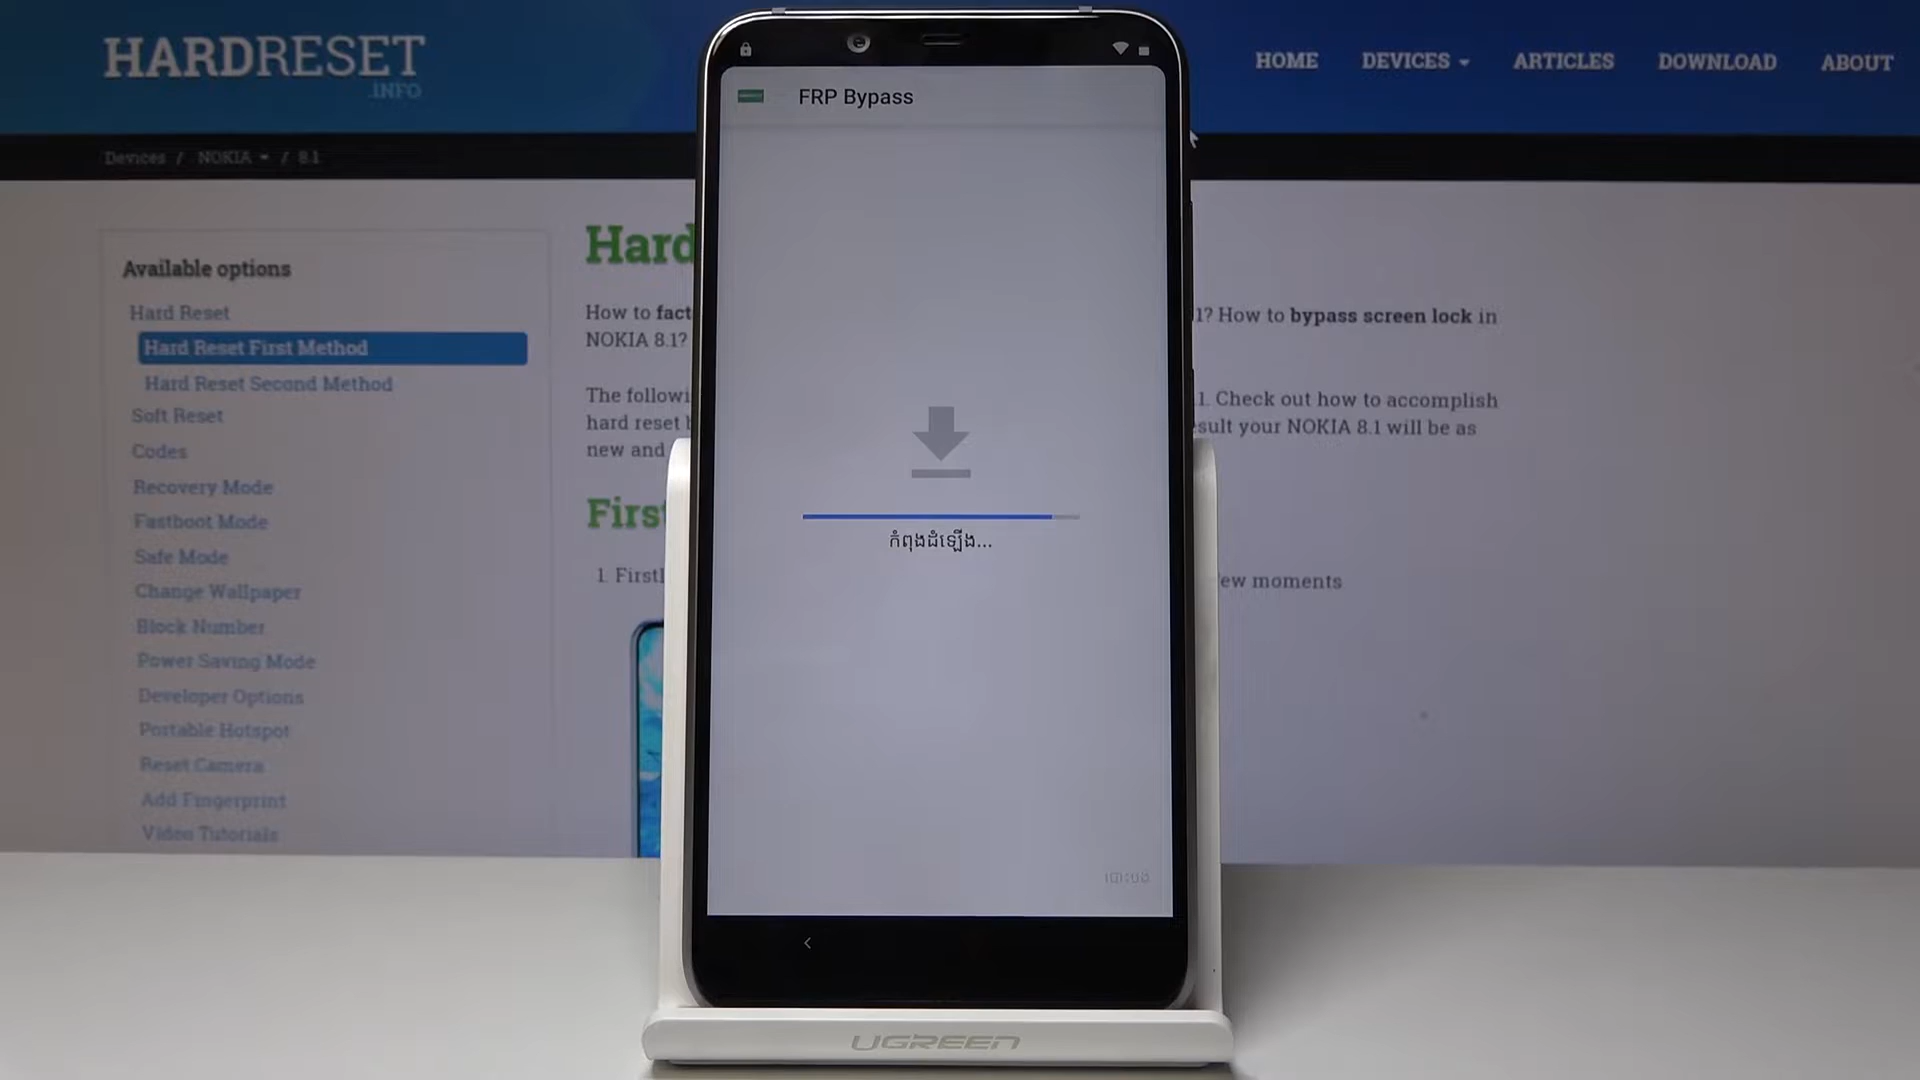 HARDRESET
.INFO
HOME DEVICES ARTICLES DOWNLOAD ABOUT
Devices / NOKIA / 8.1
FRP Bypass
Available options
Hard Reset
Hard Reset First Method
Hard Reset Second Method
Soft Reset
Codes
Recovery Mode
Fastboot Mode
Safe Mode
Change Wallpaper
Block Number
Power Saving Mode
Developer Options
Portable Hotspot
Reset Camera
Add Fingerprint
Video Tutorials
Hard
How to fact 1? How to bypass screen lock in
NOKIA 8.1?
The followi 1. Check out how to accomplish
hard reset sult your NOKIA 8.1 will be as
new and
First
1. Firstl ew moments
កំពុងដំឡើង...
បោះបង់
UGREEN